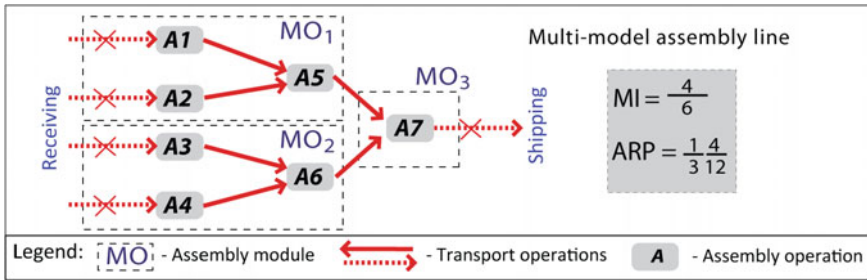 MO1
Multi-model assembly line
A1
A5
A2
MO3
MI = 4/6
Receiving
A7
Shipping
MO2
A3
ARP = 1/3 4/12
A6
A4
Legend: MO - Assembly module - Transport operations A - Assembly operation